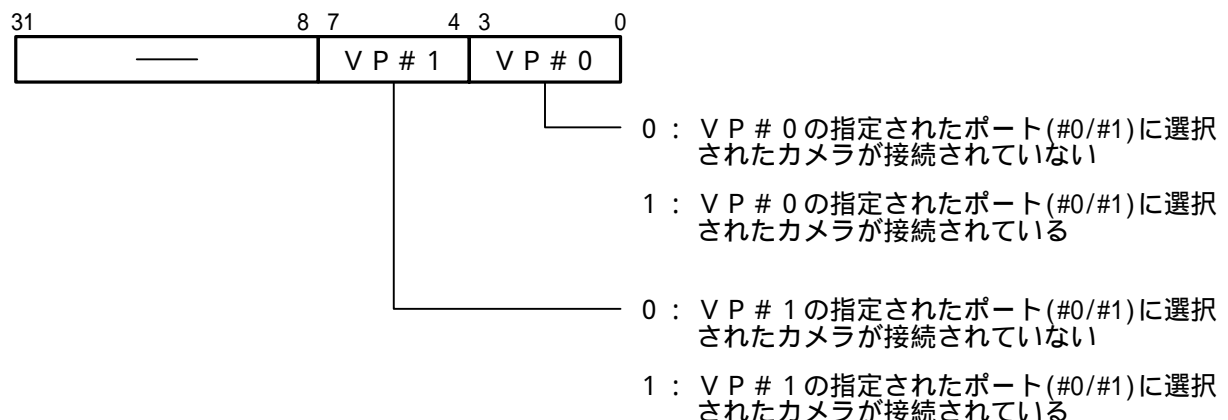 31 8 7 4 3 0
―― ＶＰ＃１ ＶＰ＃０
0 : ＶＰ＃０の指定されたポート(#0/#1)に選択
されたカメラが接続されていない
1 : ＶＰ＃０の指定されたポート(#0/#1)に選択
されたカメラが接続されている
0 : ＶＰ＃１の指定されたポート(#0/#1)に選択
されたカメラが接続されていない
1 : ＶＰ＃１の指定されたポート(#0/#1)に選択
されたカメラが接続されている